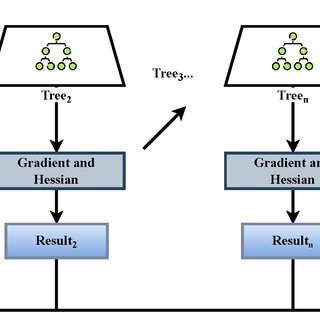 Tree3...
Tree2
Treen
Gradient and
Hessian
Gradient an
Hessian
Result2
Resultn